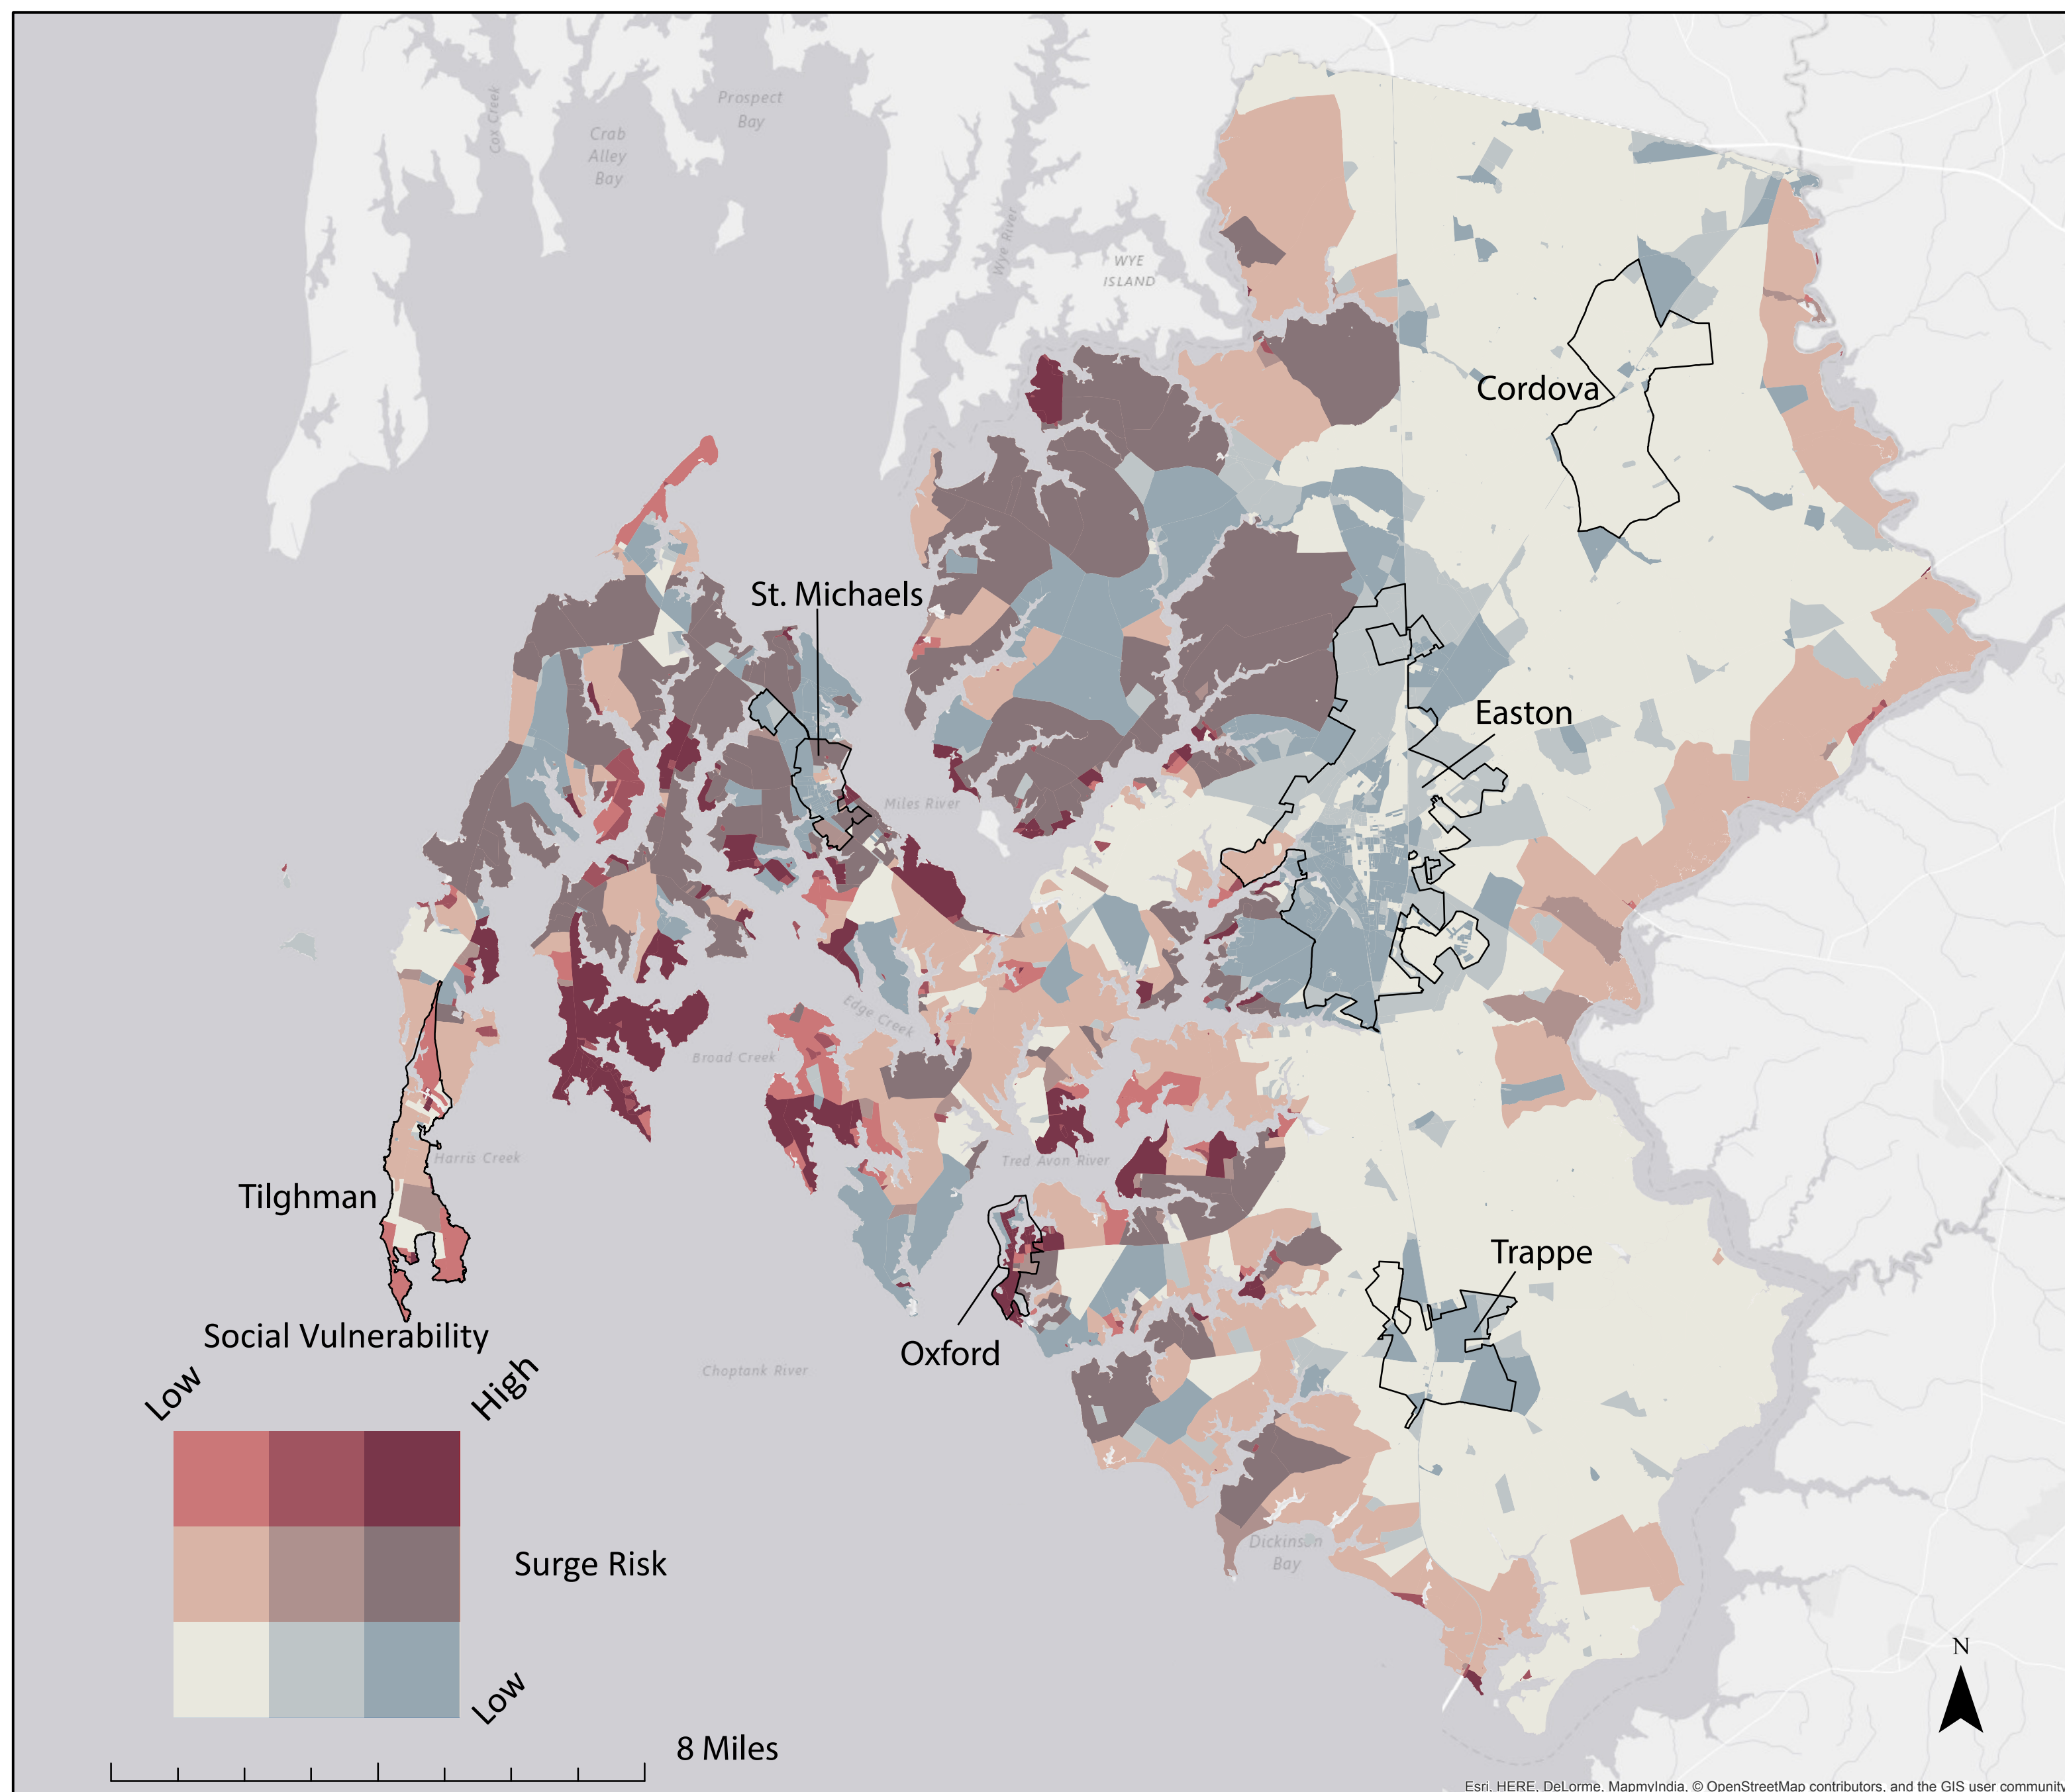 Cox Creek
Crab
Alley
Bay
Prospect
Bay
Wye River
WYE
ISLAND
Cordova
St. Michaels
Easton
Miles River
Edge Creek
Broad Creek
Harris Creek
Tred Avon River
Tilghman
Trappe
Oxford
Choptank River
Dickinson
Bay
Social Vulnerability
Low
High
Surge Risk
Low
8 Miles
N
Esri, HERE, DeLorme, MapmyIndia, © OpenStreetMap contributors, and the GIS user community